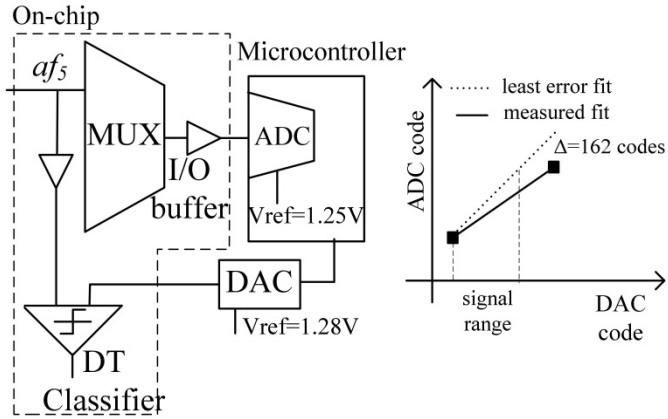 On-chip
af5
MUX
I/O
buffer
Microcontroller
ADC
Vref=1.25V
DAC
Vref=1.28V
DT
Classifier
least error fit
measured fit
Δ=162 codes
ADC code
signal
range
DAC
code